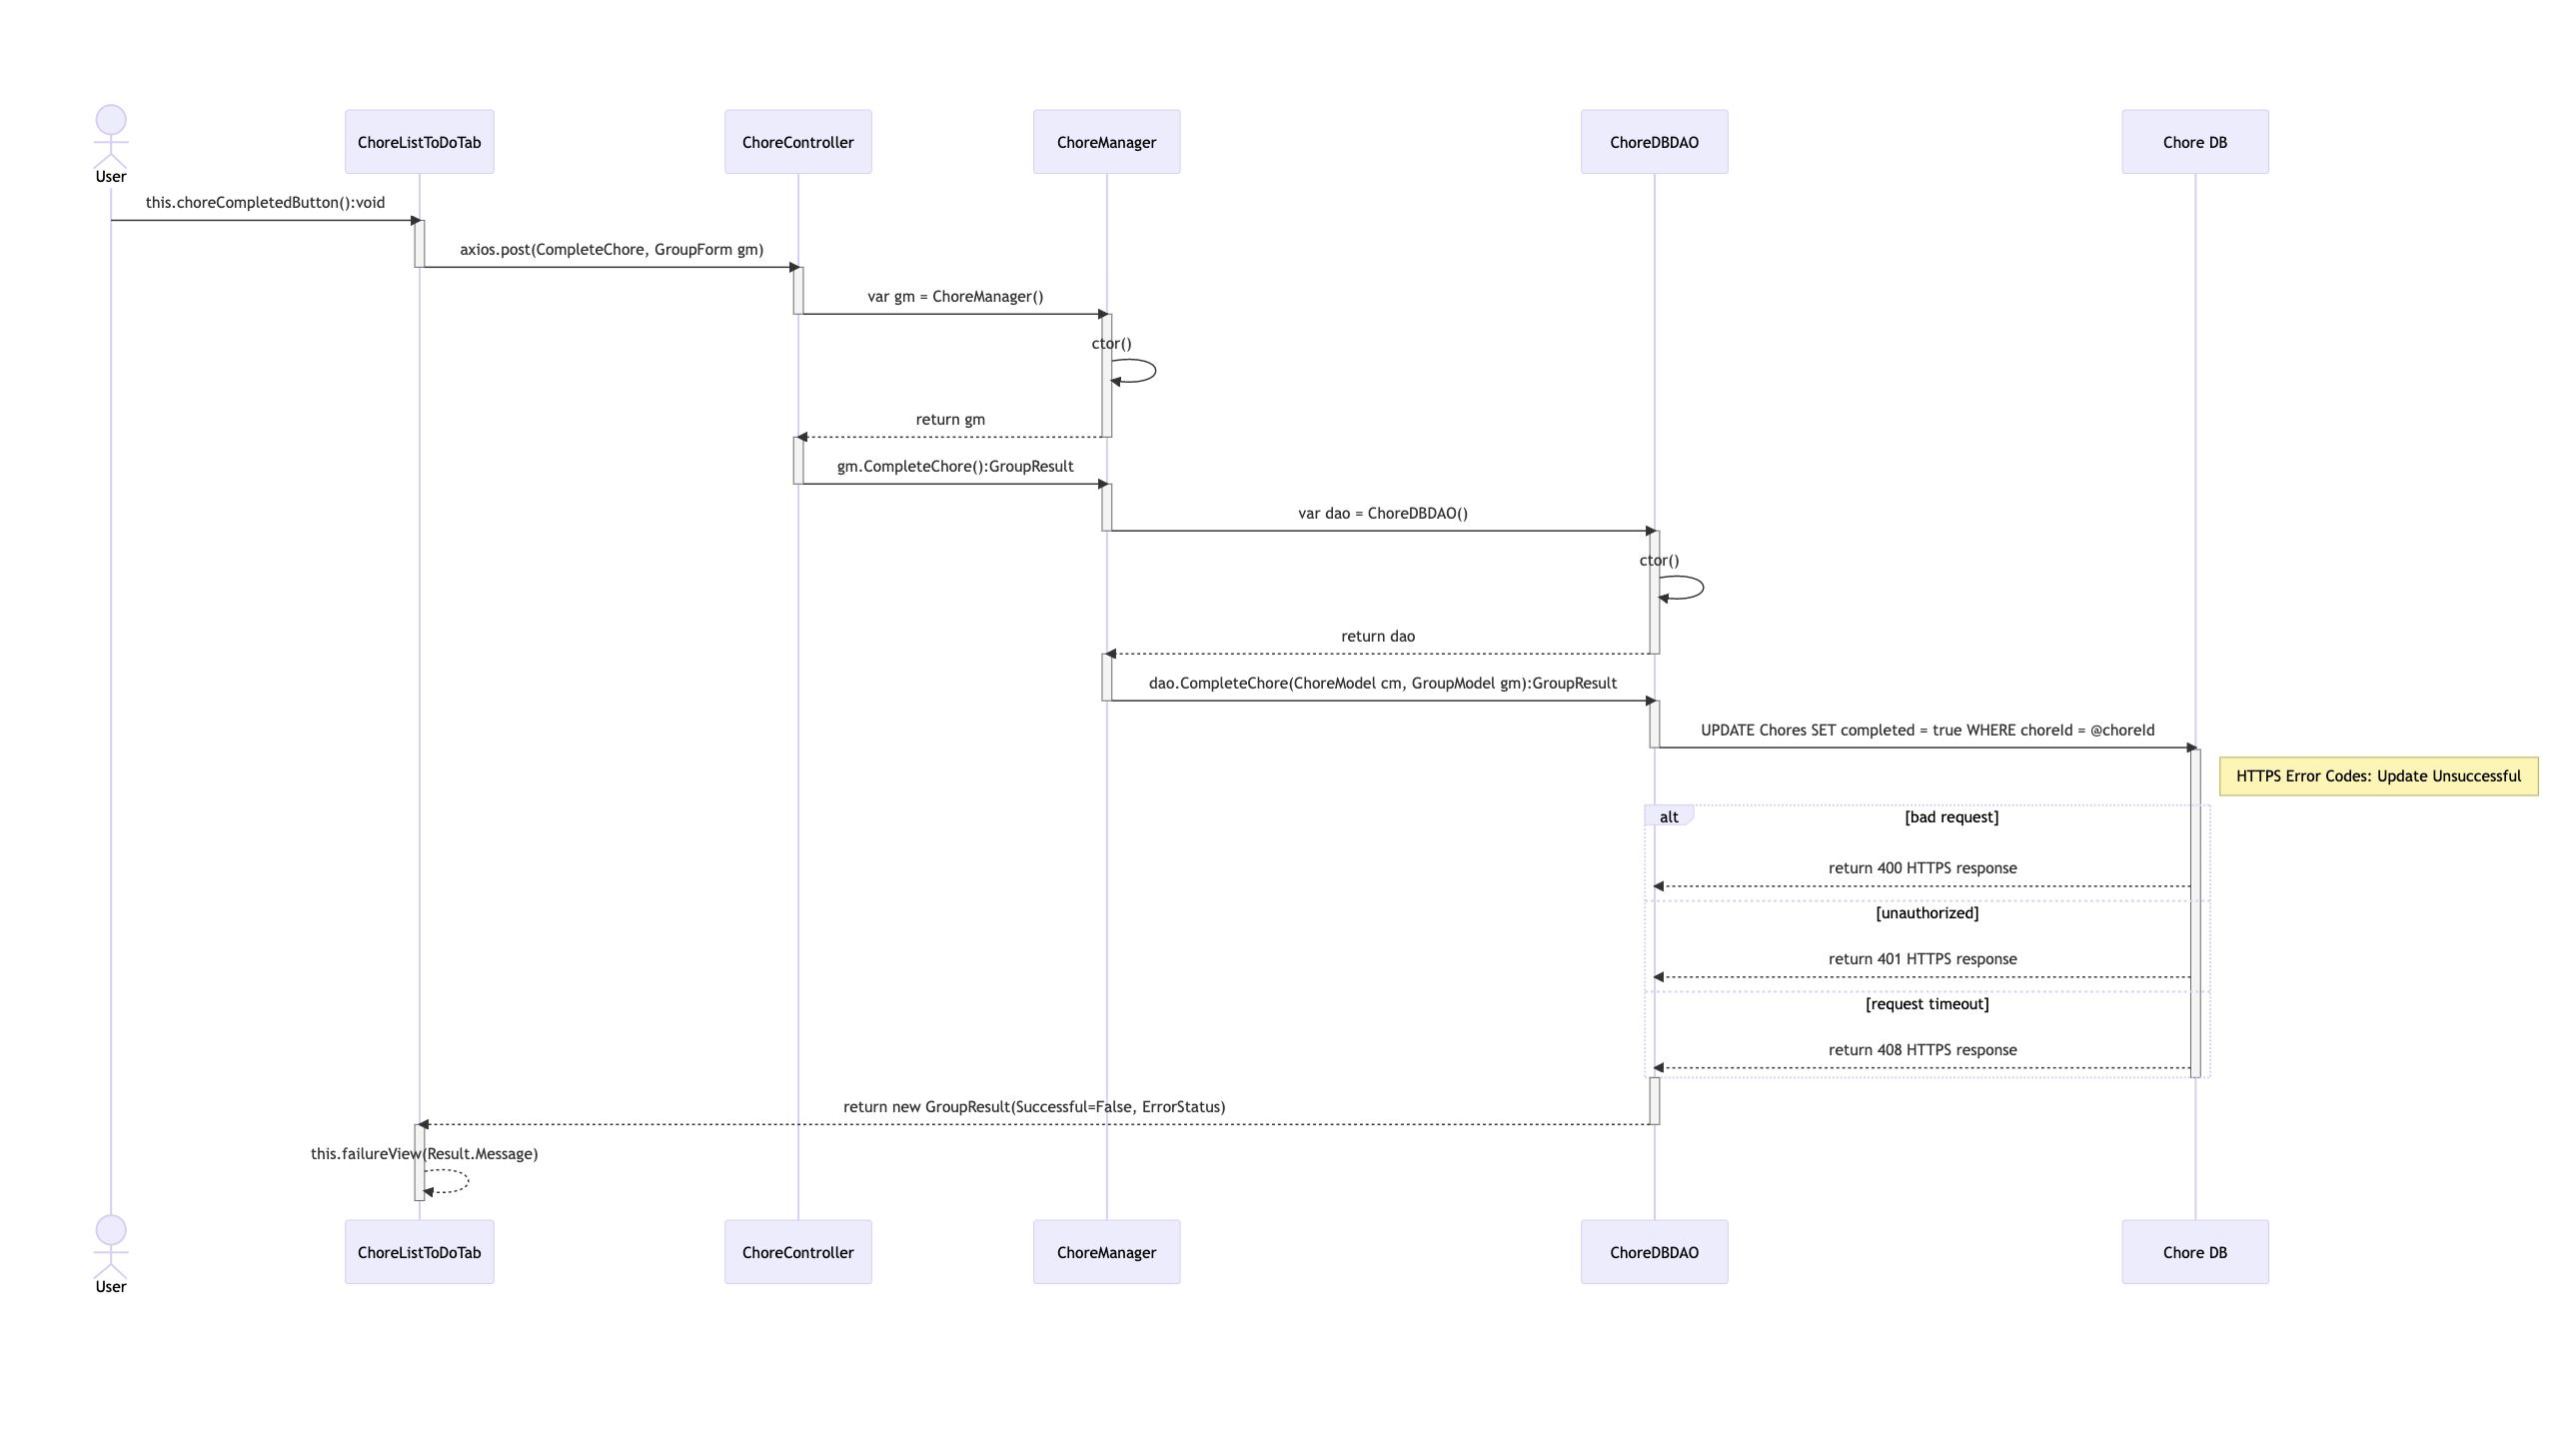 User
ChoreListToDoTab
ChoreController
ChoreManager
ChoreDBDAO
Chore DB
this.choreCompletedButton():void
axios.post(CompleteChore, GroupForm gm)
var gm = ChoreManager()
ctor()
return gm
gm.CompleteChore():GroupResult
var dao = ChoreDBDAO()
ctor()
return dao
dao.CompleteChore(ChoreModel cm, GroupModel gm):GroupResult
UPDATE Chores SET completed = true WHERE choreId = @choreId
HTTPS Error Codes: Update Unsuccessful
alt
[bad request]
return 400 HTTPS response
[unauthorized]
return 401 HTTPS response
[request timeout]
return 408 HTTPS response
return new GroupResult(Successful=False, ErrorStatus)
this.failureView(Result.Message)
User
ChoreListToDoTab
ChoreController
ChoreManager
ChoreDBDAO
Chore DB